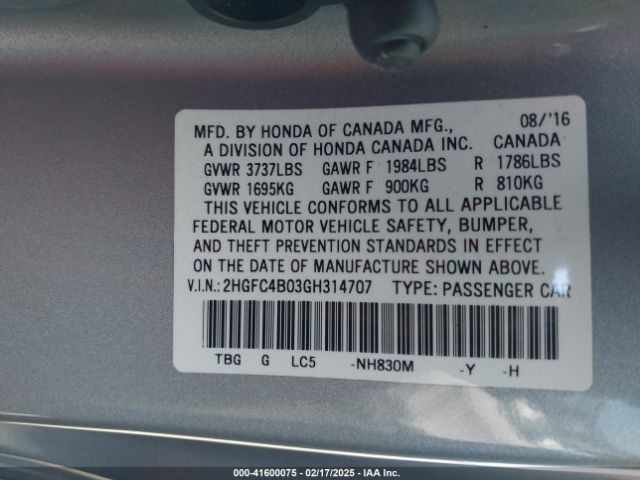 08/'16
MFD. BY HONDA OF CANADA MFG.,
A DIVISION OF HONDA CANADA INC. CANADA
GVWR 3737LBS GAWR F 1984LBS R 1786LBS
GVWR 1695KG GAWR F 900KG R 810KG
THIS VEHICLE CONFORMS TO ALL APPLICABLE
FEDERAL MOTOR VEHICLE SAFETY, BUMPER,
AND THEFT PREVENTION STANDARDS IN EFFECT
ON THE DATE OF MANUFACTURE SHOWN ABOVE.
V.I.N.:2HGFC4B03GH314707 TYPE:PASSENGER CAR
TBG G LC5 -NH830M -Y -H
000-41600075 - 02/17/2025 - IAA Inc.